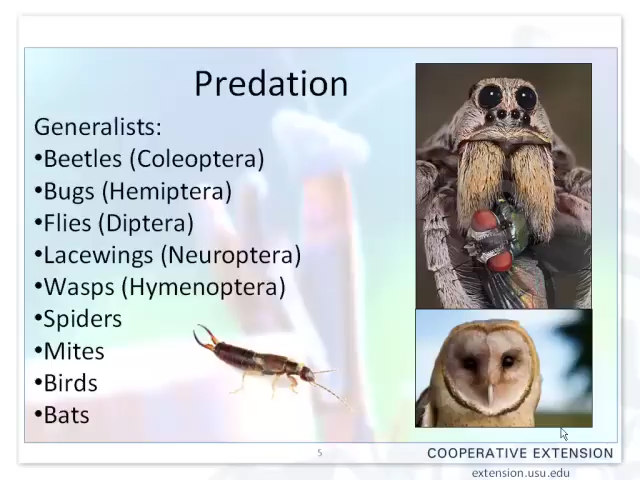 Predation
Generalists:
•Beetles (Coleoptera)
•Bugs (Hemiptera)
•Flies (Diptera)
•Lacewings (Neuroptera)
•Wasps (Hymenoptera)
•Spiders
•Mites
•Birds
•Bats
5
COOPERATIVE EXTENSION
extension.usu.edu